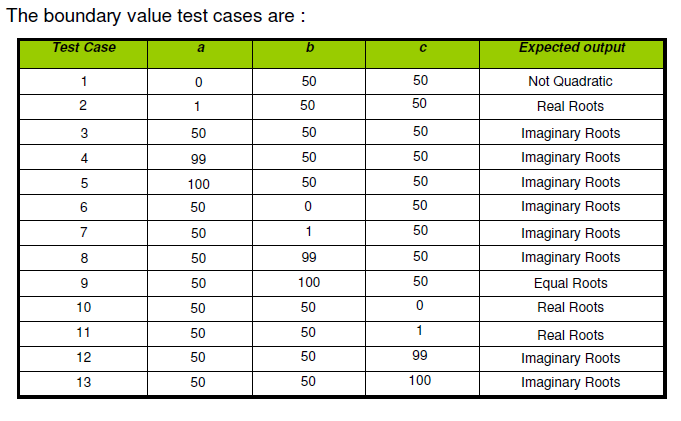 The boundary value test cases are :
Test Case a b c Expected output
1 0 50 50 Not Quadratic
2 1 50 50 Real Roots
3 50 50 50 Imaginary Roots
4 99 50 50 Imaginary Roots
5 100 50 50 Imaginary Roots
6 50 0 50 Imaginary Roots
7 50 1 50 Imaginary Roots
8 50 99 50 Imaginary Roots
9 50 100 50 Equal Roots
10 50 50 0 Real Roots
11 50 50 1 Real Roots
12 50 50 99 Imaginary Roots
13 50 50 100 Imaginary Roots